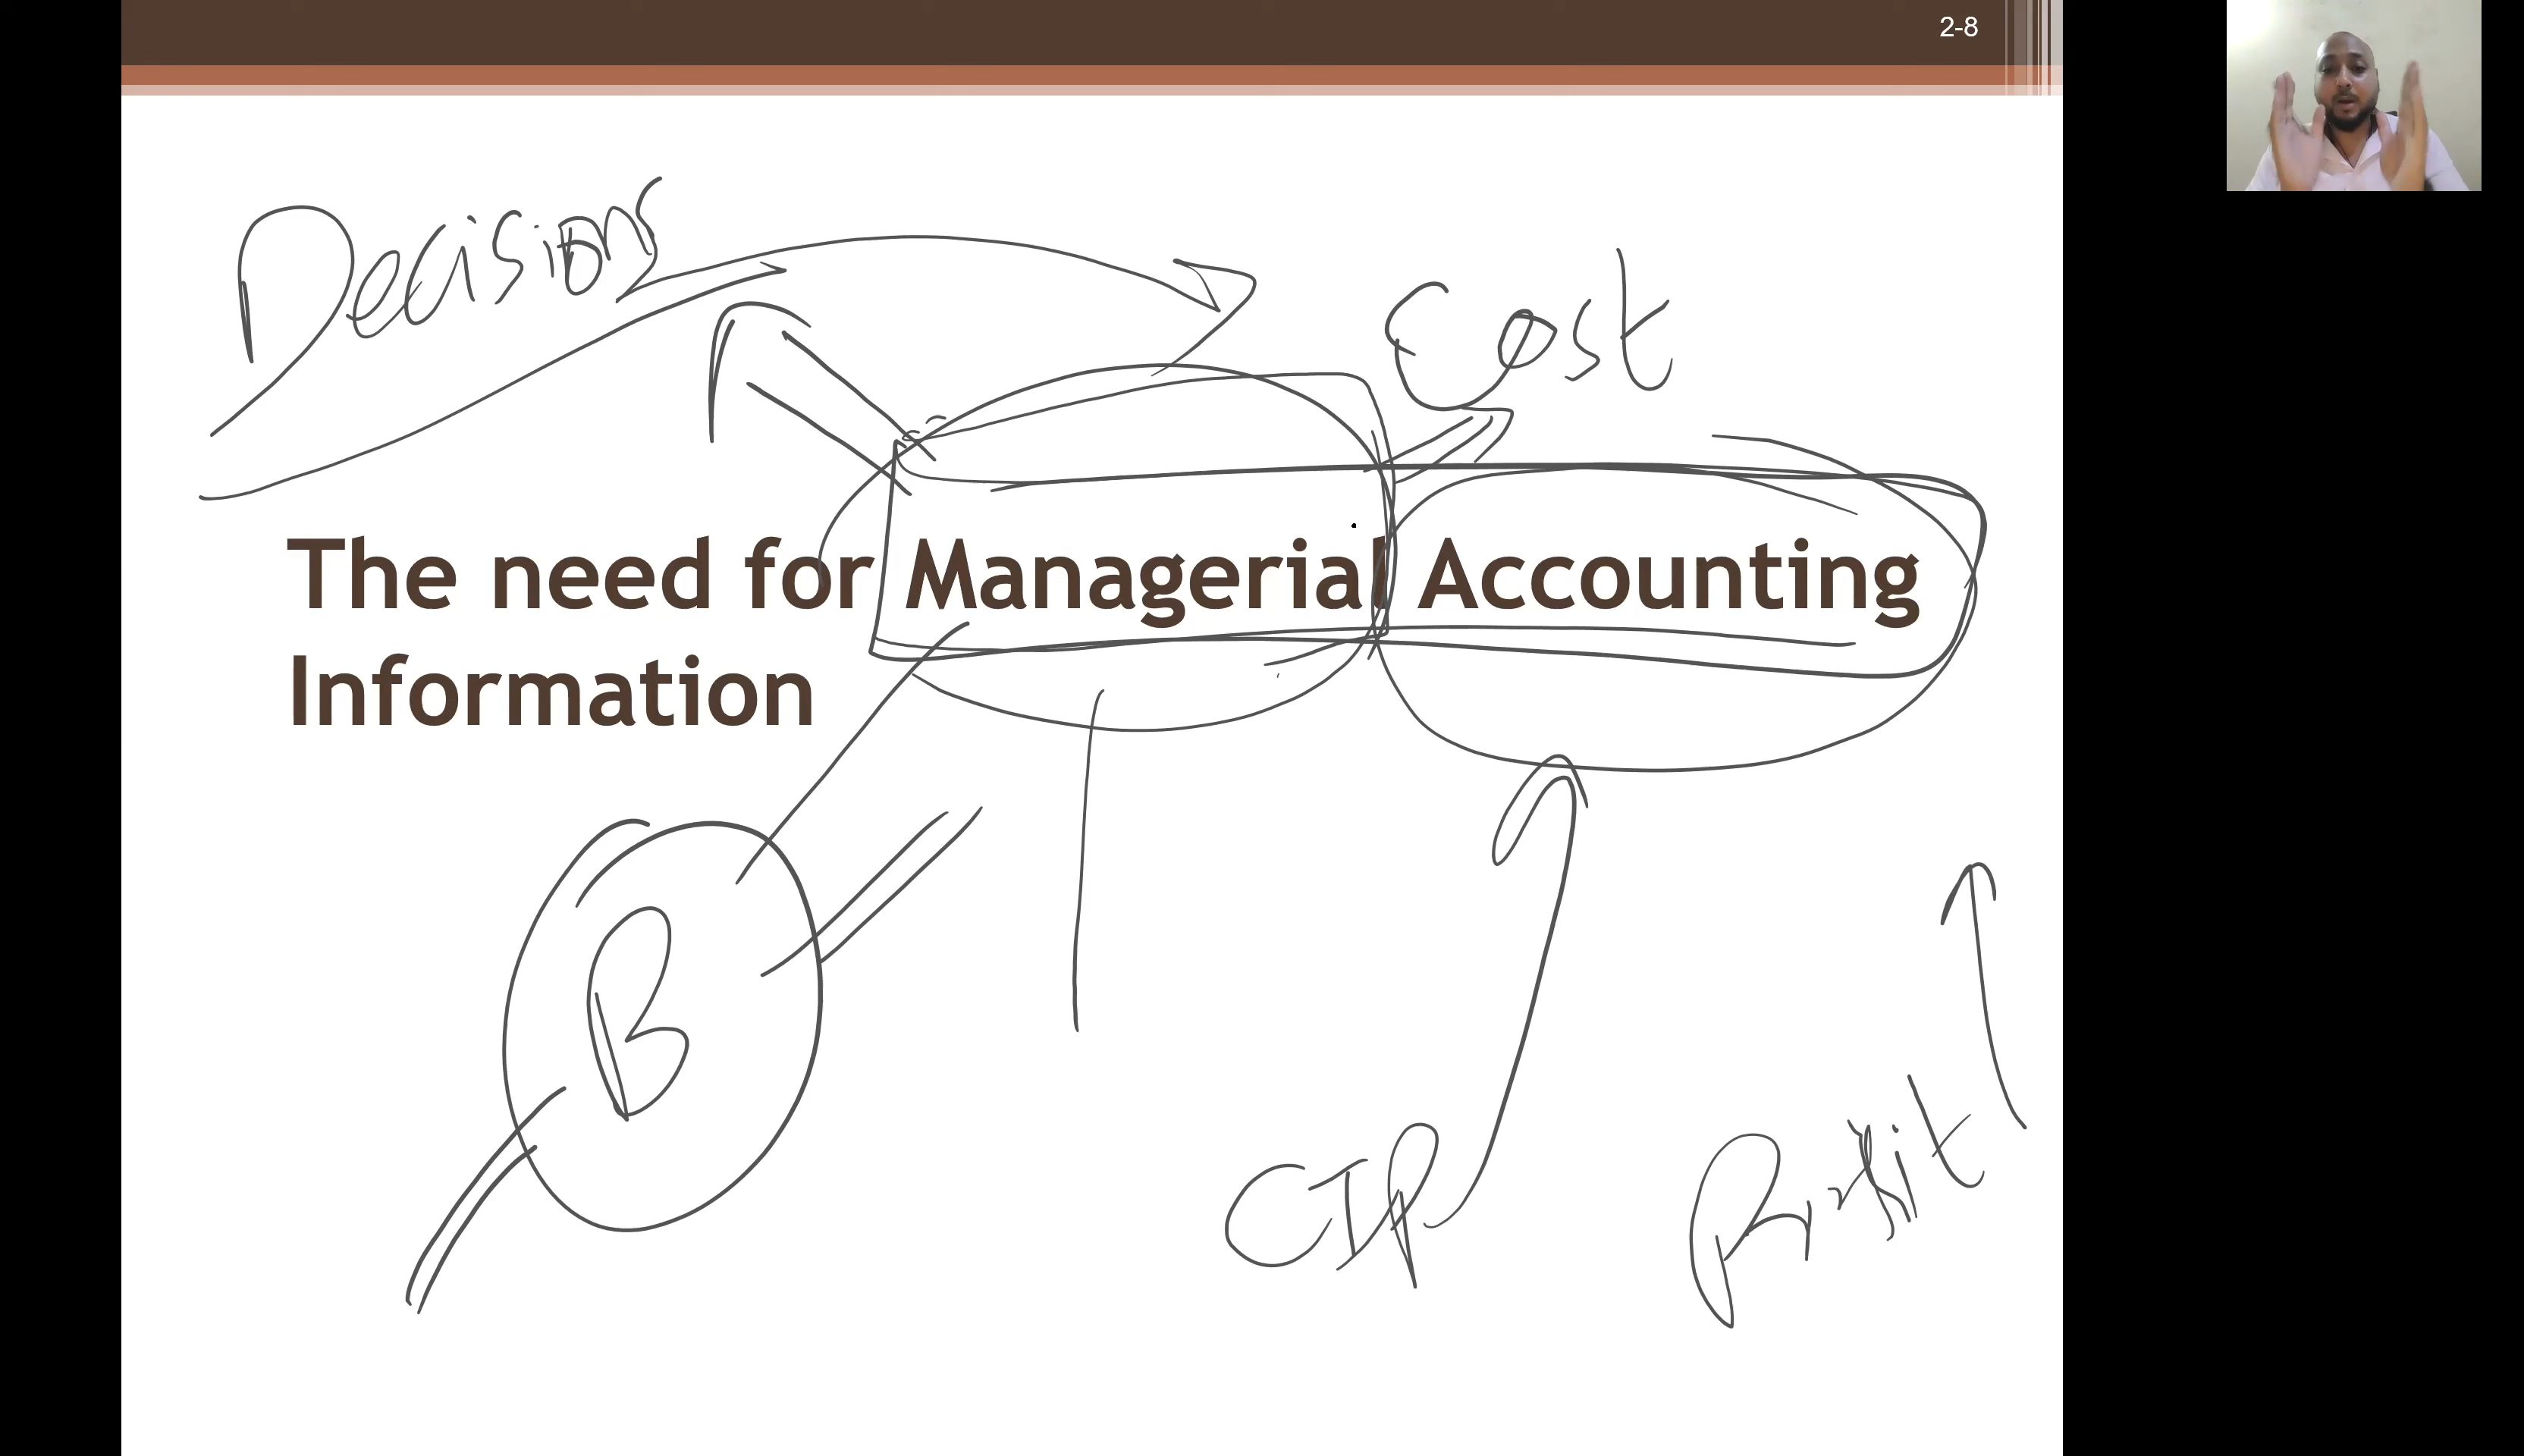 2-8
Decisions
Cost
The need for Managerial Accounting
Information
B
CIP
Profit